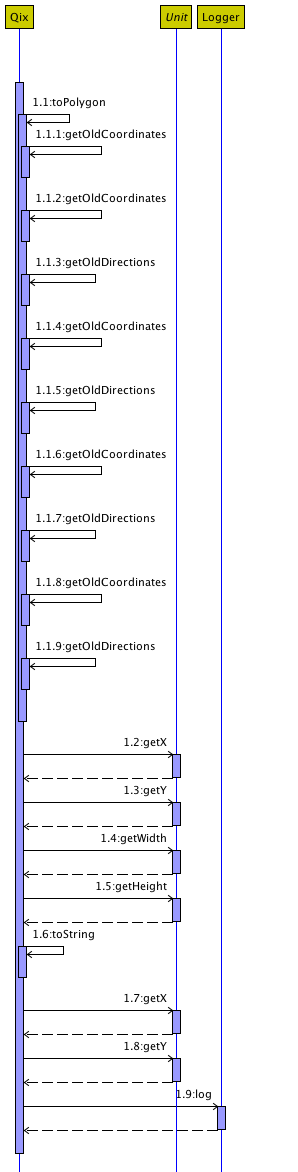 Qix Unit Logger
1.1:toPolygon
1.1.1:getOldCoordinates
1.1.2:getOldCoordinates
1.1.3:getOldDirections
1.1.4:getOldCoordinates
1.1.5:getOldDirections
1.1.6:getOldCoordinates
1.1.7:getOldDirections
1.1.8:getOldCoordinates
1.1.9:getOldDirections
1.2:getX
1.3:getY
1.4:getWidth
1.5:getHeight
1.6:toString
1.7:getX
1.8:getY
1.9:log